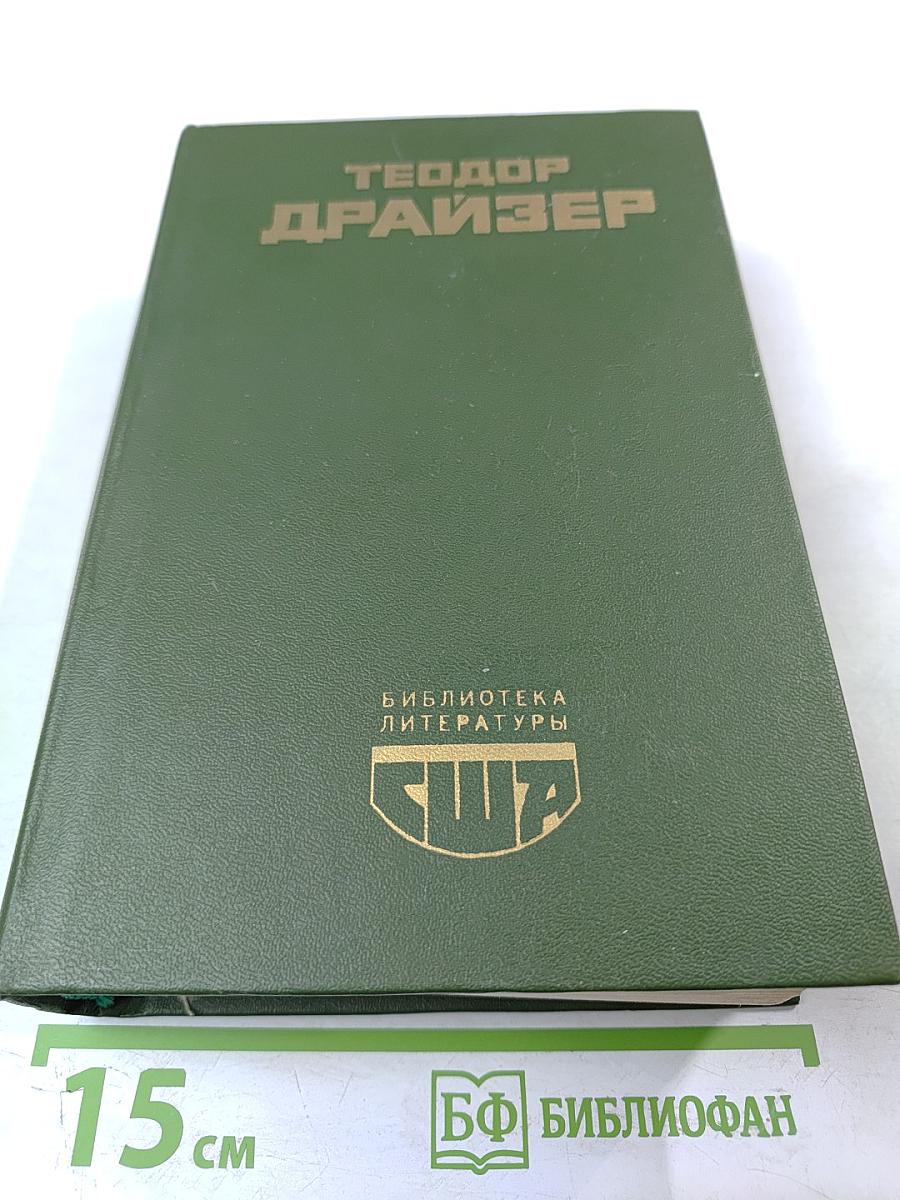 ТЕОДОР
ДРАЙЗЕР
БИБЛИОТЕКА
ЛИТЕРАТУРЫ
США
15 см
БФ БИБЛИОФАН